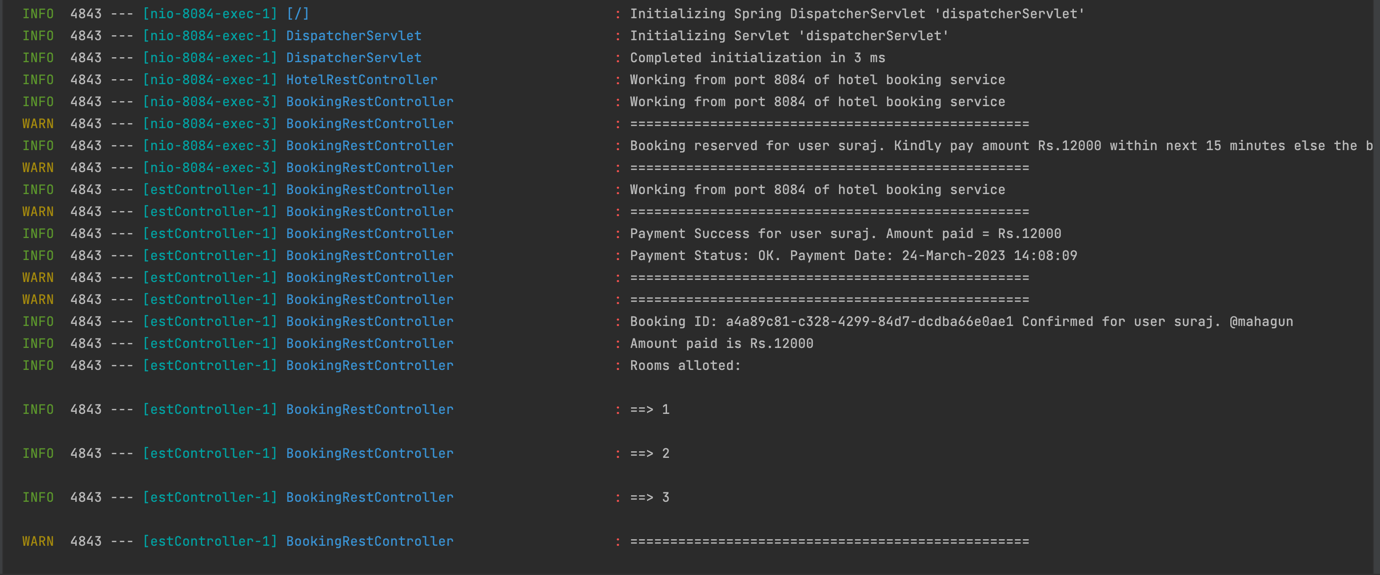 INFO 4843 --- [nio-8084-exec-1] [/] : Initializing Spring DispatcherServlet 'dispatcherServlet'
INFO 4843 --- [nio-8084-exec-1] DispatcherServlet : Initializing Servlet 'dispatcherServlet'
INFO 4843 --- [nio-8084-exec-1] DispatcherServlet : Completed initialization in 3 ms
INFO 4843 --- [nio-8084-exec-1] HotelRestController : Working from port 8084 of hotel booking service
INFO 4843 --- [nio-8084-exec-3] BookingRestController : Working from port 8084 of hotel booking service
WARN 4843 --- [nio-8084-exec-3] BookingRestController : ==================================================
INFO 4843 --- [nio-8084-exec-3] BookingRestController : Booking reserved for user suraj. Kindly pay amount Rs.12000 within next 15 minutes else the b
WARN 4843 --- [nio-8084-exec-3] BookingRestController : ==================================================
INFO 4843 --- [estController-1] BookingRestController : Working from port 8084 of hotel booking service
WARN 4843 --- [estController-1] BookingRestController : ==================================================
INFO 4843 --- [estController-1] BookingRestController : Payment Success for user suraj. Amount paid = Rs.12000
INFO 4843 --- [estController-1] BookingRestController : Payment Status: OK. Payment Date: 24-March-2023 14:08:09
WARN 4843 --- [estController-1] BookingRestController : ==================================================
WARN 4843 --- [estController-1] BookingRestController : ==================================================
INFO 4843 --- [estController-1] BookingRestController : Booking ID: a4a89c81-c328-4299-84d7-dcdba66e0ae1 Confirmed for user suraj. @mahagun
INFO 4843 --- [estController-1] BookingRestController : Amount paid is Rs.12000
INFO 4843 --- [estController-1] BookingRestController : Rooms alloted:
INFO 4843 --- [estController-1] BookingRestController : ==> 1
INFO 4843 --- [estController-1] BookingRestController : ==> 2
INFO 4843 --- [estController-1] BookingRestController : ==> 3
WARN 4843 --- [estController-1] BookingRestController : ==================================================